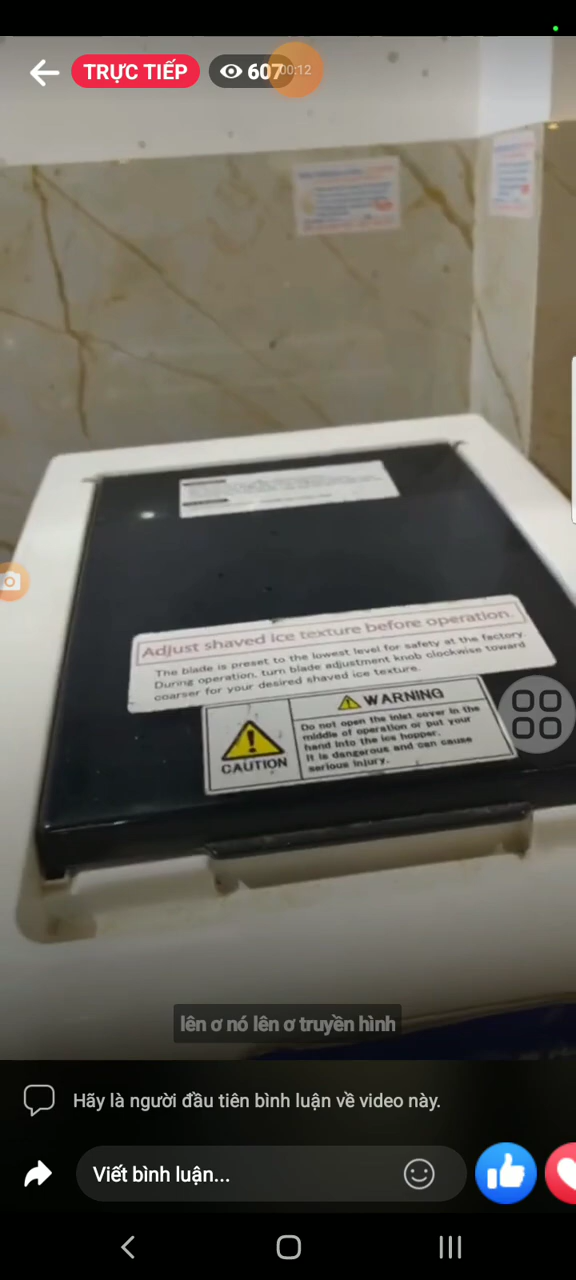 TRỰC TIẾP
607
00:12
Adjust shaved ice texture before operation.
The blade is preset to the lowest level for safety at the factory
During operation, turn blade adjustment knob clockwise toward
coarser for your desired shaved ice texture.
CAUTION
WARNING
Do not open the inlet cover in the
middle of operation or put your
hand into the ice hopper.
It is dangerous and can cause
serious injury.
lên ơ nó lên ơ truyền hình
Hãy là người đầu tiên bình luận về video này.
Viết bình luận...